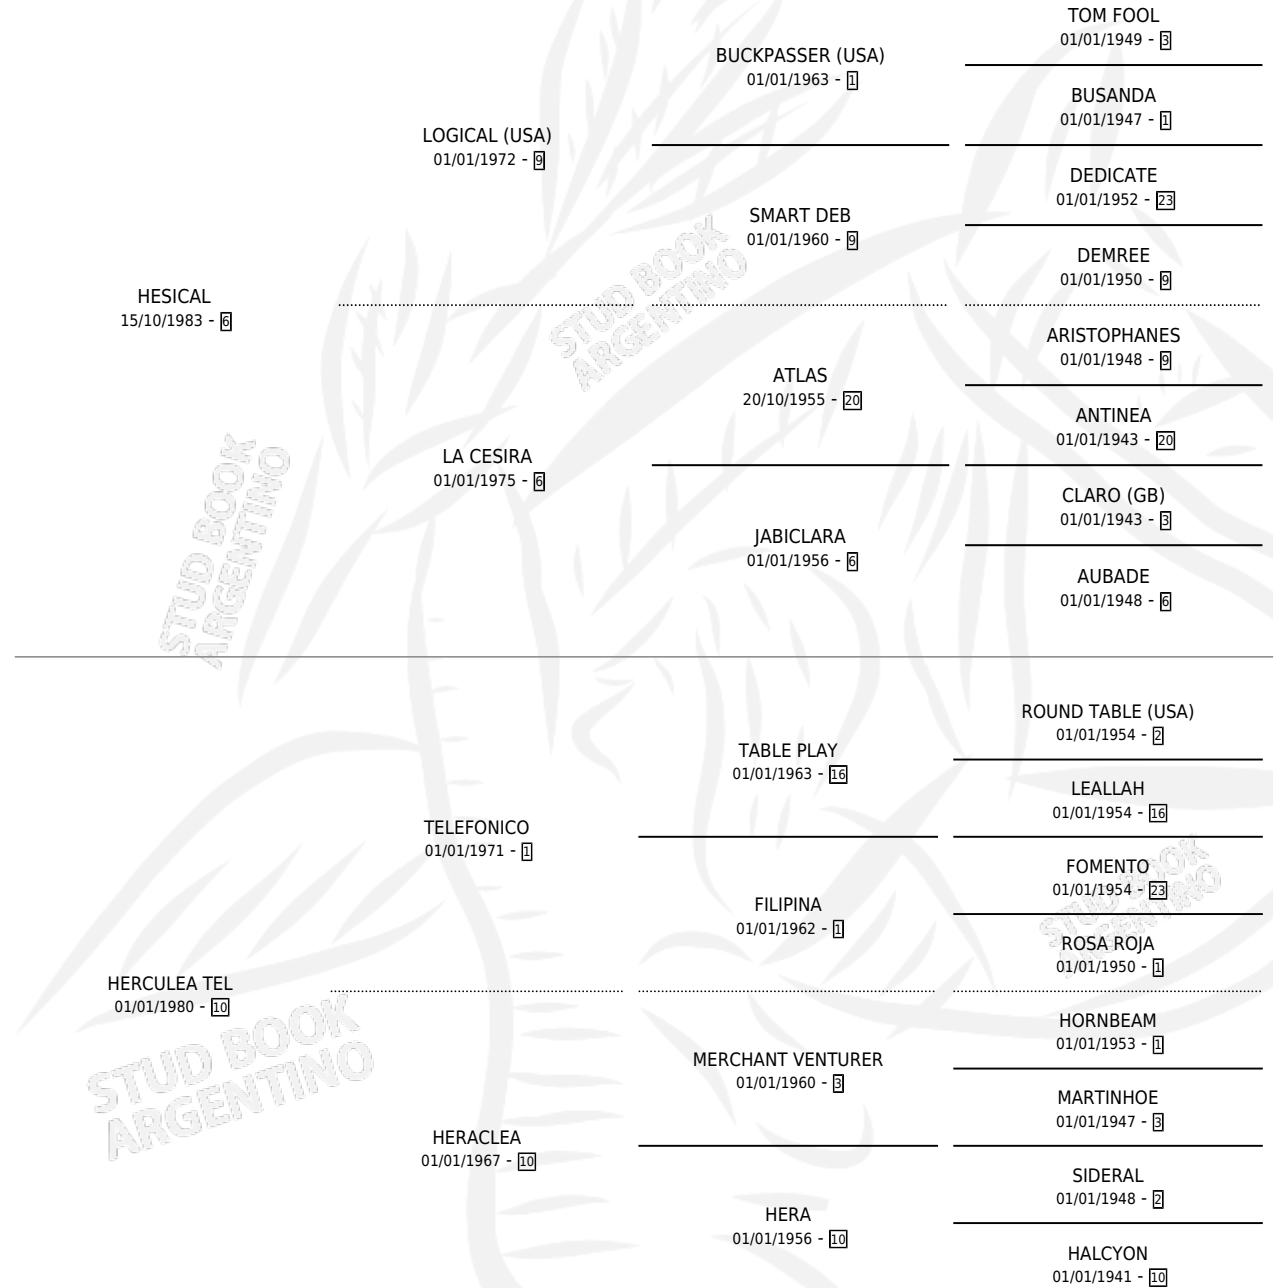 TOM FOOL
01/01/1949 - 3
BUCKPASSER (USA)
01/01/1963 - 1
BUSANDA
01/01/1947 - 1
LOGICAL (USA)
01/01/1972 - 9
DEDICATE
01/01/1952 - 23
SMART DEB
01/01/1960 - 9
DEMREE
01/01/1950 - 9
HESICAL
15/10/1983 - 6
STUD BOOK
ARGENTINO
ARISTOPHANES
01/01/1948 - 9
ATLAS
20/10/1955 - 20
ANTINEA
01/01/1943 - 20
LA CESIRA
01/01/1975 - 6
CLARO (GB)
01/01/1943 - 3
JABICLARA
01/01/1956 - 6
AUBADE
01/01/1948 - 6
STUD BOOK
ARGENTINO
ROUND TABLE (USA)
01/01/1954 - 2
TABLE PLAY
01/01/1963 - 16
LEALLAH
01/01/1954 - 16
TELEFONICO
01/01/1971 - 1
FOMENTO
01/01/1954 - 23
FILIPINA
01/01/1962 - 1
ROSA ROJA
01/01/1950 - 1
STUD BOOK
ARGENTINO
HERCULEA TEL
01/01/1980 - 10
HORNBEAM
01/01/1953 - 1
MERCHANT VENTURER
01/01/1960 - 3
MARTINHOE
01/01/1947 - 3
STUD BOOK
ARGENTINO
HERACLEA
01/01/1967 - 10
SIDERAL
01/01/1948 - 2
HERA
01/01/1956 - 10
HALCYON
01/01/1941 - 10